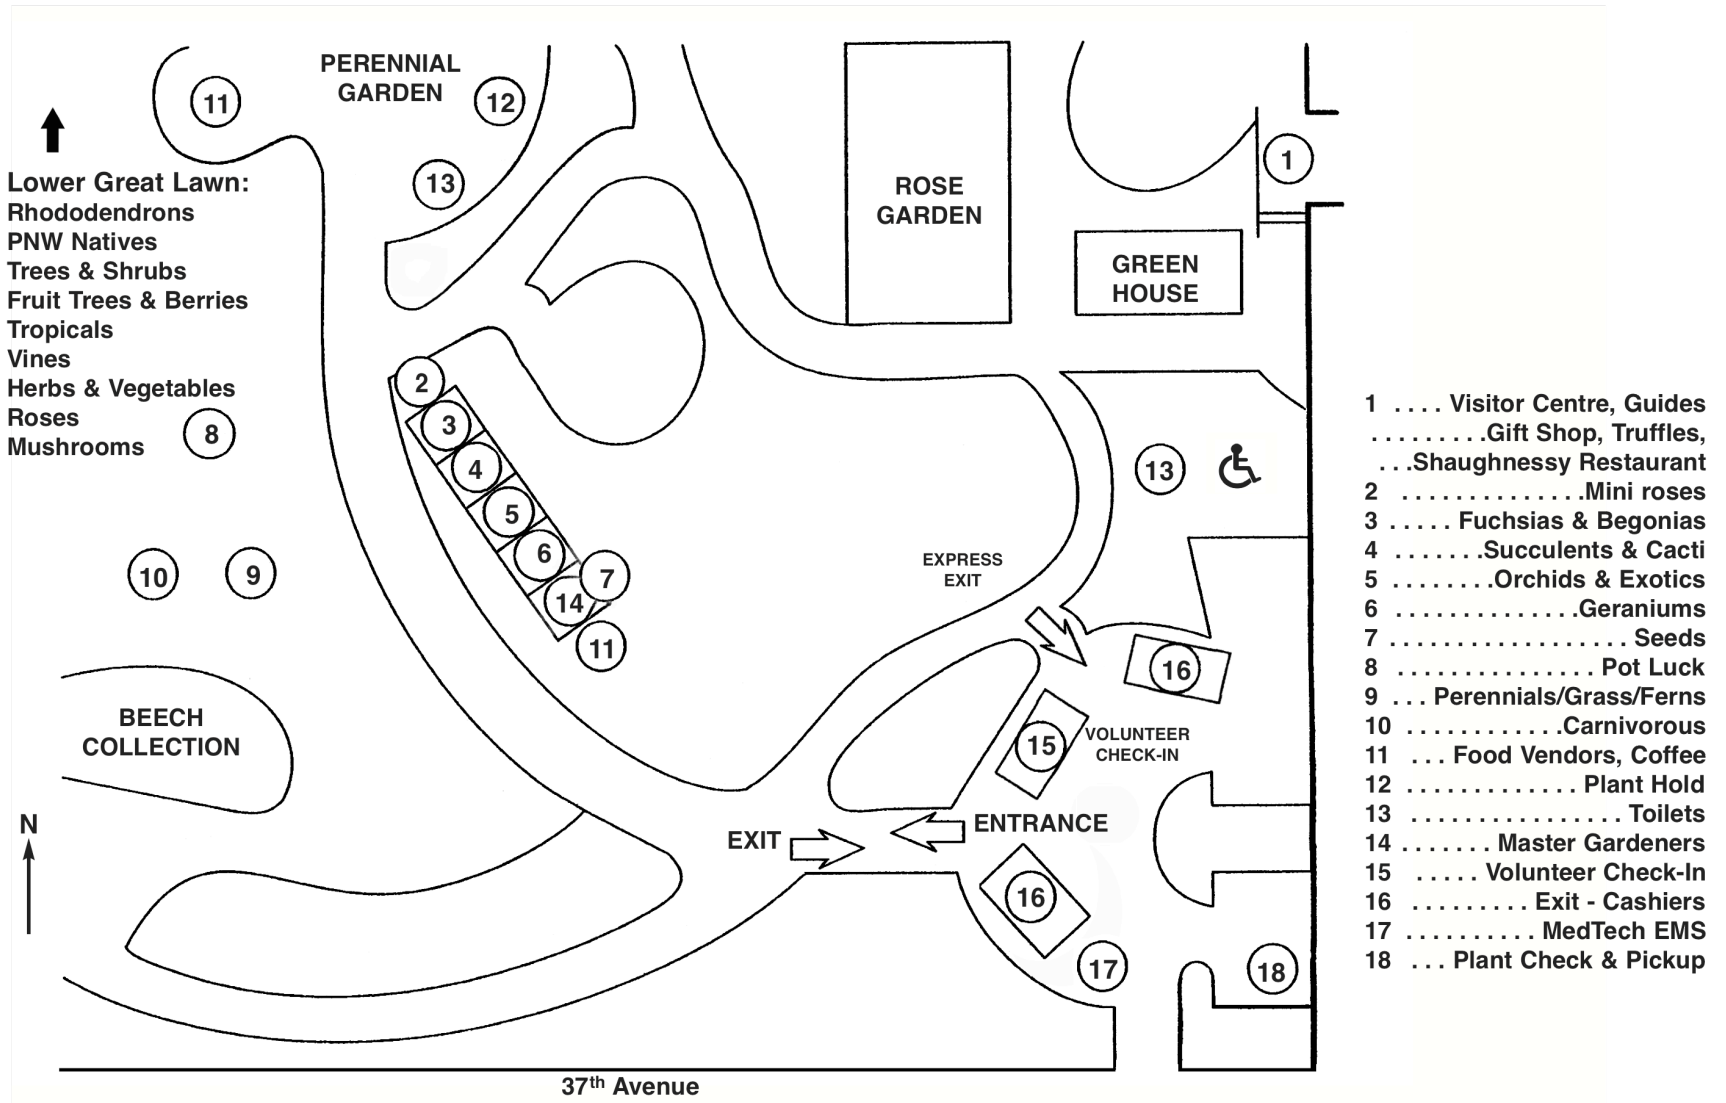 PERENNIAL
GARDEN
11
12
13
Lower Great Lawn:
Rhododendrons
PNW Natives
Trees & Shrubs
Fruit Trees & Berries
Tropicals
Vines
Herbs & Vegetables
Roses
Mushrooms
8
10
9
BEECH
COLLECTION
N
2
3
4
5
6
7
14
11
ROSE
GARDEN
GREEN
HOUSE
1
13
EXPRESS
EXIT
16
15
VOLUNTEER
CHECK-IN
EXIT
ENTRANCE
16
17
18
37th Avenue
1 .... Visitor Centre, Guides
.........Gift Shop, Truffles,
...Shaughnessy Restaurant
2 ..............Mini roses
3 ..... Fuchsias & Begonias
4 .......Succulents & Cacti
5 ........Orchids & Exotics
6 ..............Geraniums
7 .................. Seeds
8 ............... Pot Luck
9 ... Perennials/Grass/Ferns
10 ............Carnivorous
11 ... Food Vendors, Coffee
12 ............. Plant Hold
13 ................ Toilets
14 ....... Master Gardeners
15 ..... Volunteer Check-In
16 ......... Exit - Cashiers
17 .......... MedTech EMS
18 ... Plant Check & Pickup